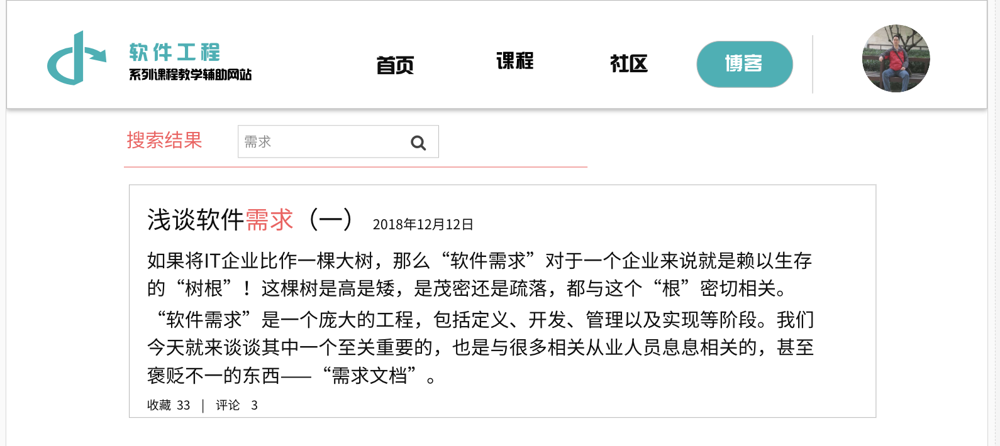 软件工程
系列课程教学辅助网站
首页
课程
社区
博客
搜索结果
需求
浅谈软件需求（一） 2018年12月12日
如果将IT企业比作一棵大树，那么“软件需求”对于一个企业来说就是赖以生存
的“树根”！这棵树是高是矮，是茂密还是疏落，都与这个“根”密切相关。
“软件需求”是一个庞大的工程，包括定义、开发、管理以及实现等阶段。我们
今天就来谈谈其中一个至关重要的，也是与很多相关从业人员息息相关的，甚至
褒贬不一的东西——“需求文档”。
收藏 33 | 评论 3